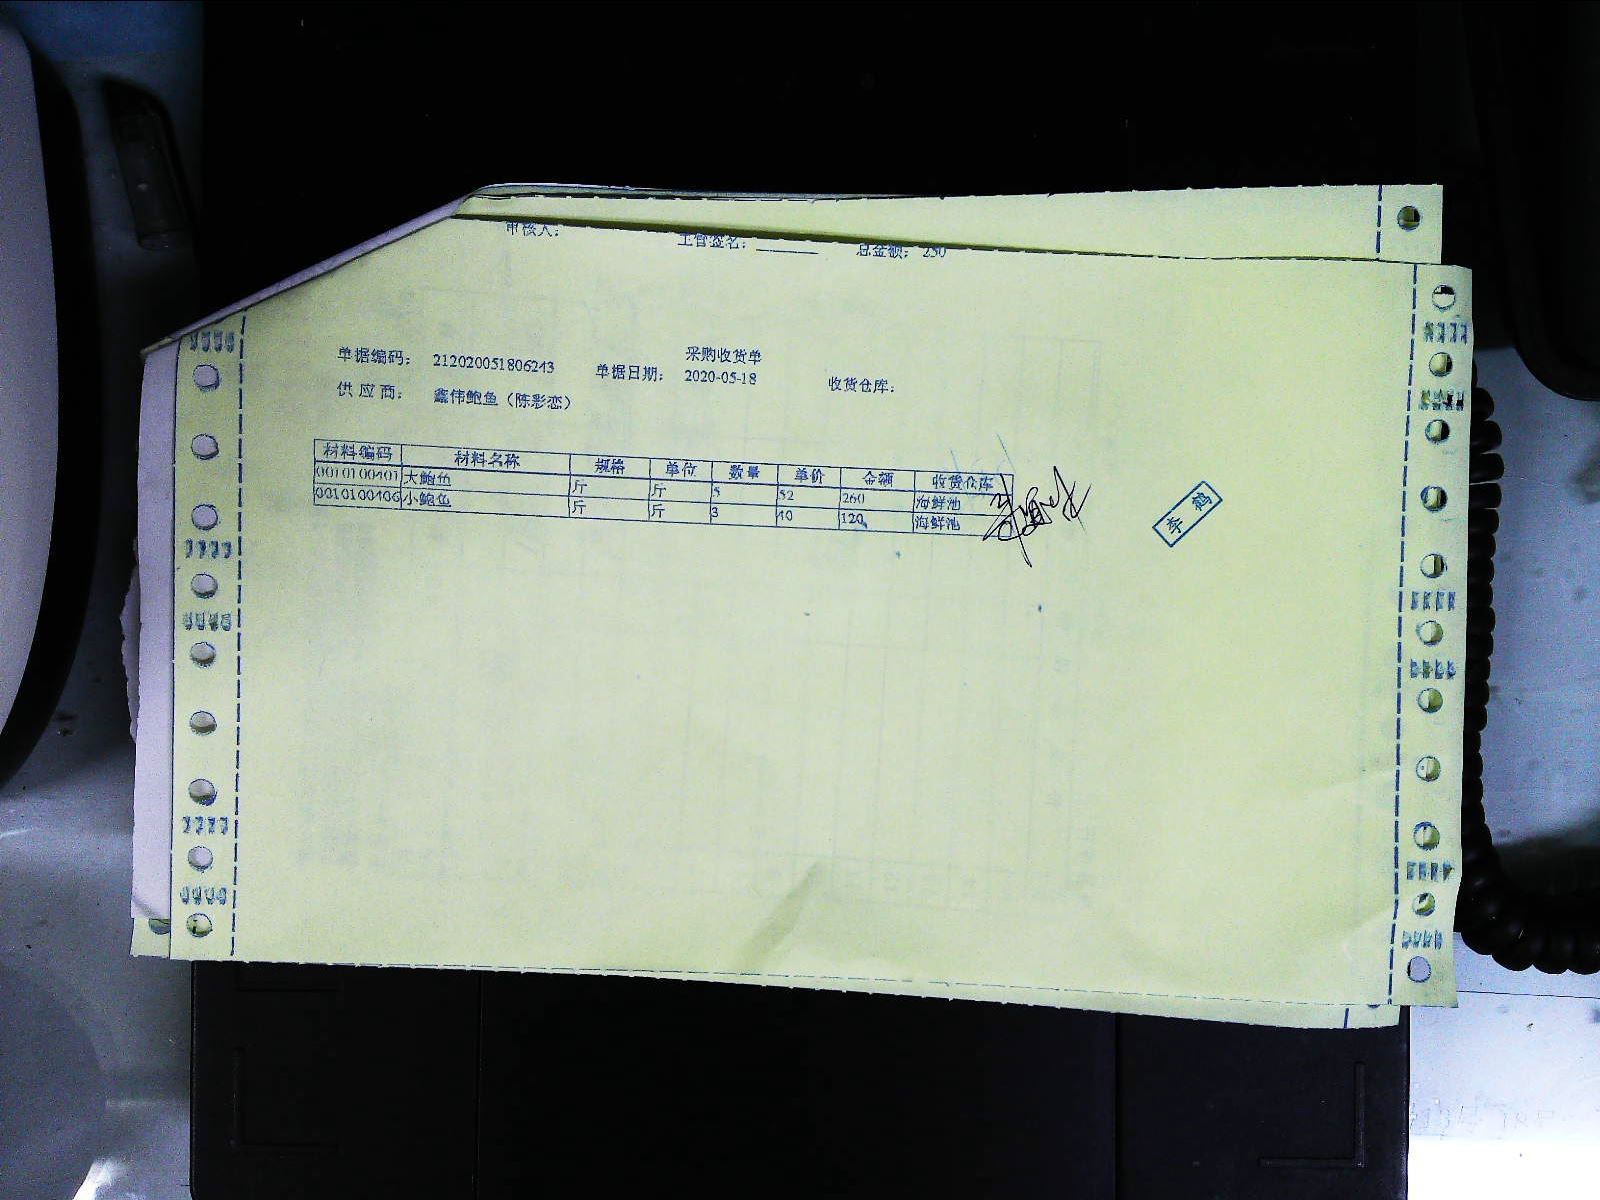 审核人: 主管签名: 总金额: 250
采购收货单
单据编码: 212020051806243 单据日期: 2020-05-18 收货仓库:
供应商: 鑫伟鲍鱼（陈彩恋）
材料编码 材料名称 规格 单位 数量 单价 金额 收货仓库
0010100401 大鲍鱼 斤 斤 5 52 260 海鲜池
0010100406 小鲍鱼 斤 斤 3 40 120 海鲜池
李鹤